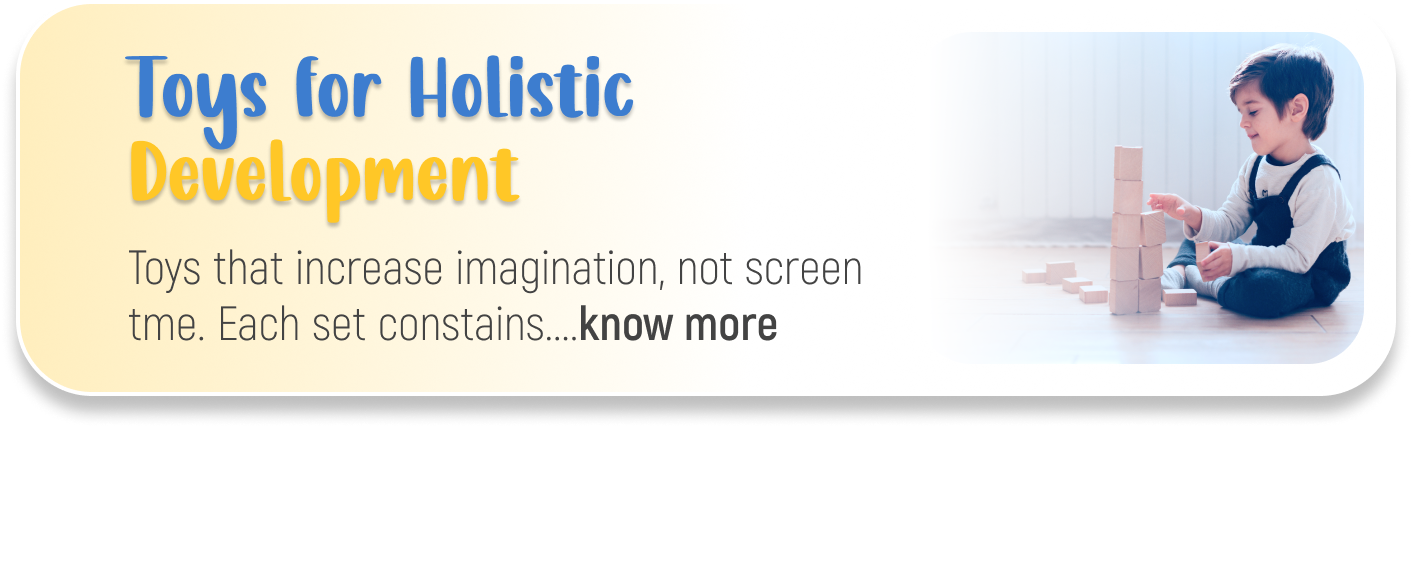 Toys for Holistic
Development
Toys that increase imagination, not screen
tme. Each set constains....know more